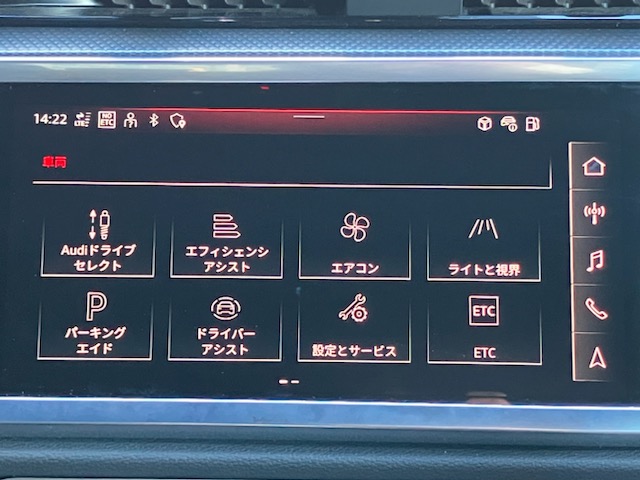 14:22 LTE NO ETC
車両
Audiドライブ
セレクト
エフィシェンシ
アシスト
エアコン
ライトと視界
P
パーキング
エイド
ドライバー
アシスト
設定とサービス
ETC
ETC